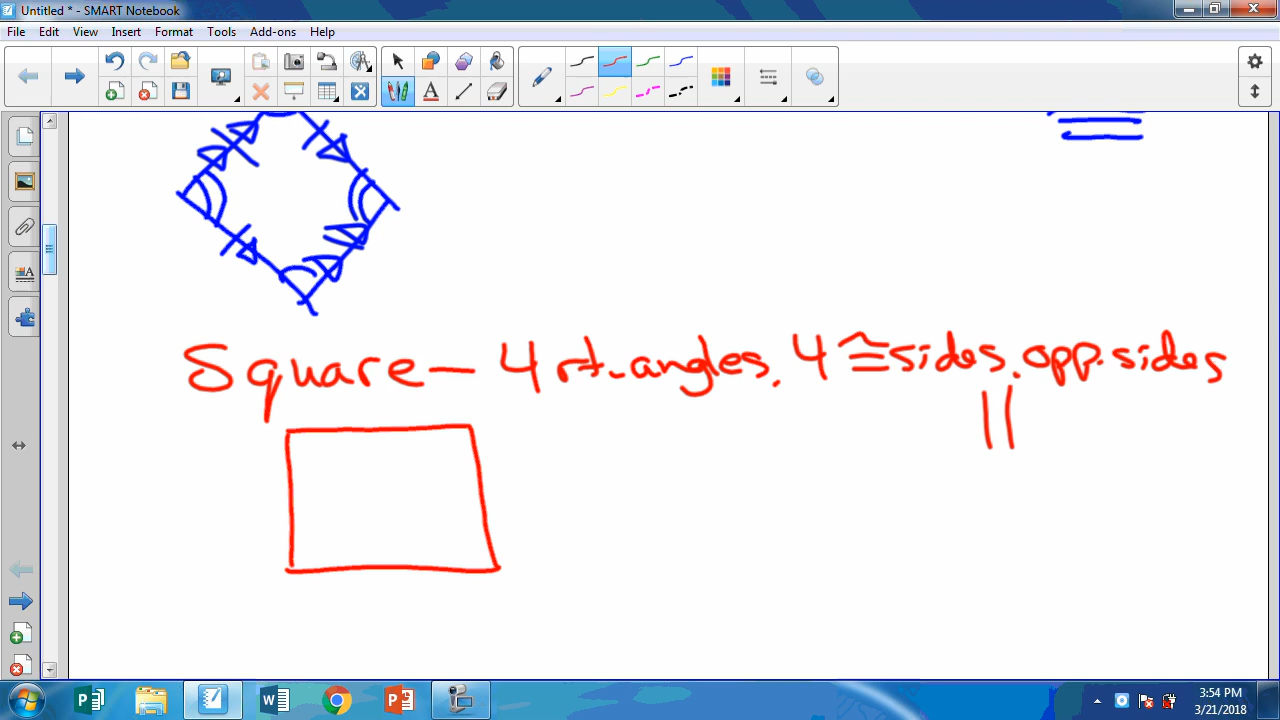 Untitled * - SMART Notebook
File Edit View Insert Format Tools Add-ons Help
Square - 4 rt. angles, 4 ≅ sides, opp. sides
||
3:54 PM
3/21/2018